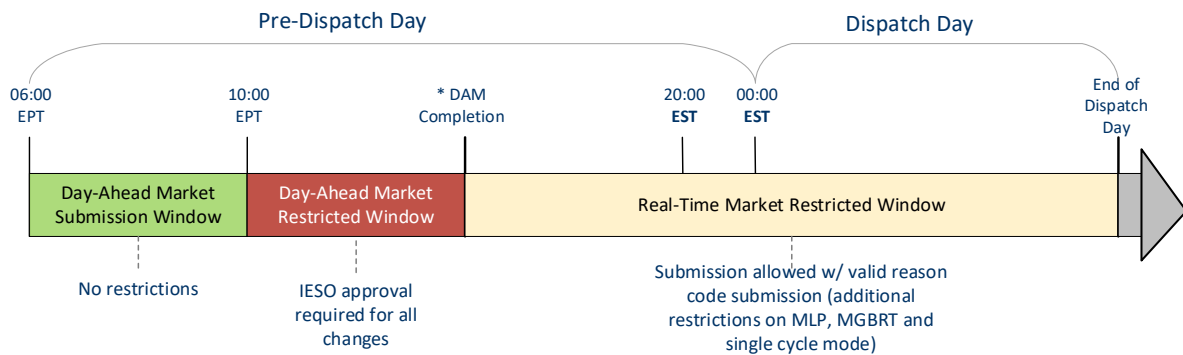 Pre-Dispatch Day
Dispatch Day
06:00
EPT
10:00
EPT
* DAM
Completion
20:00
EST
00:00
EST
End of
Dispatch
Day
Day-Ahead Market
Submission Window
Day-Ahead Market
Restricted Window
Real-Time Market Restricted Window
No restrictions
IESO approval
required for all
changes
Submission allowed w/ valid reason
code submission (additional
restrictions on MLP, MGBRT and
single cycle mode)